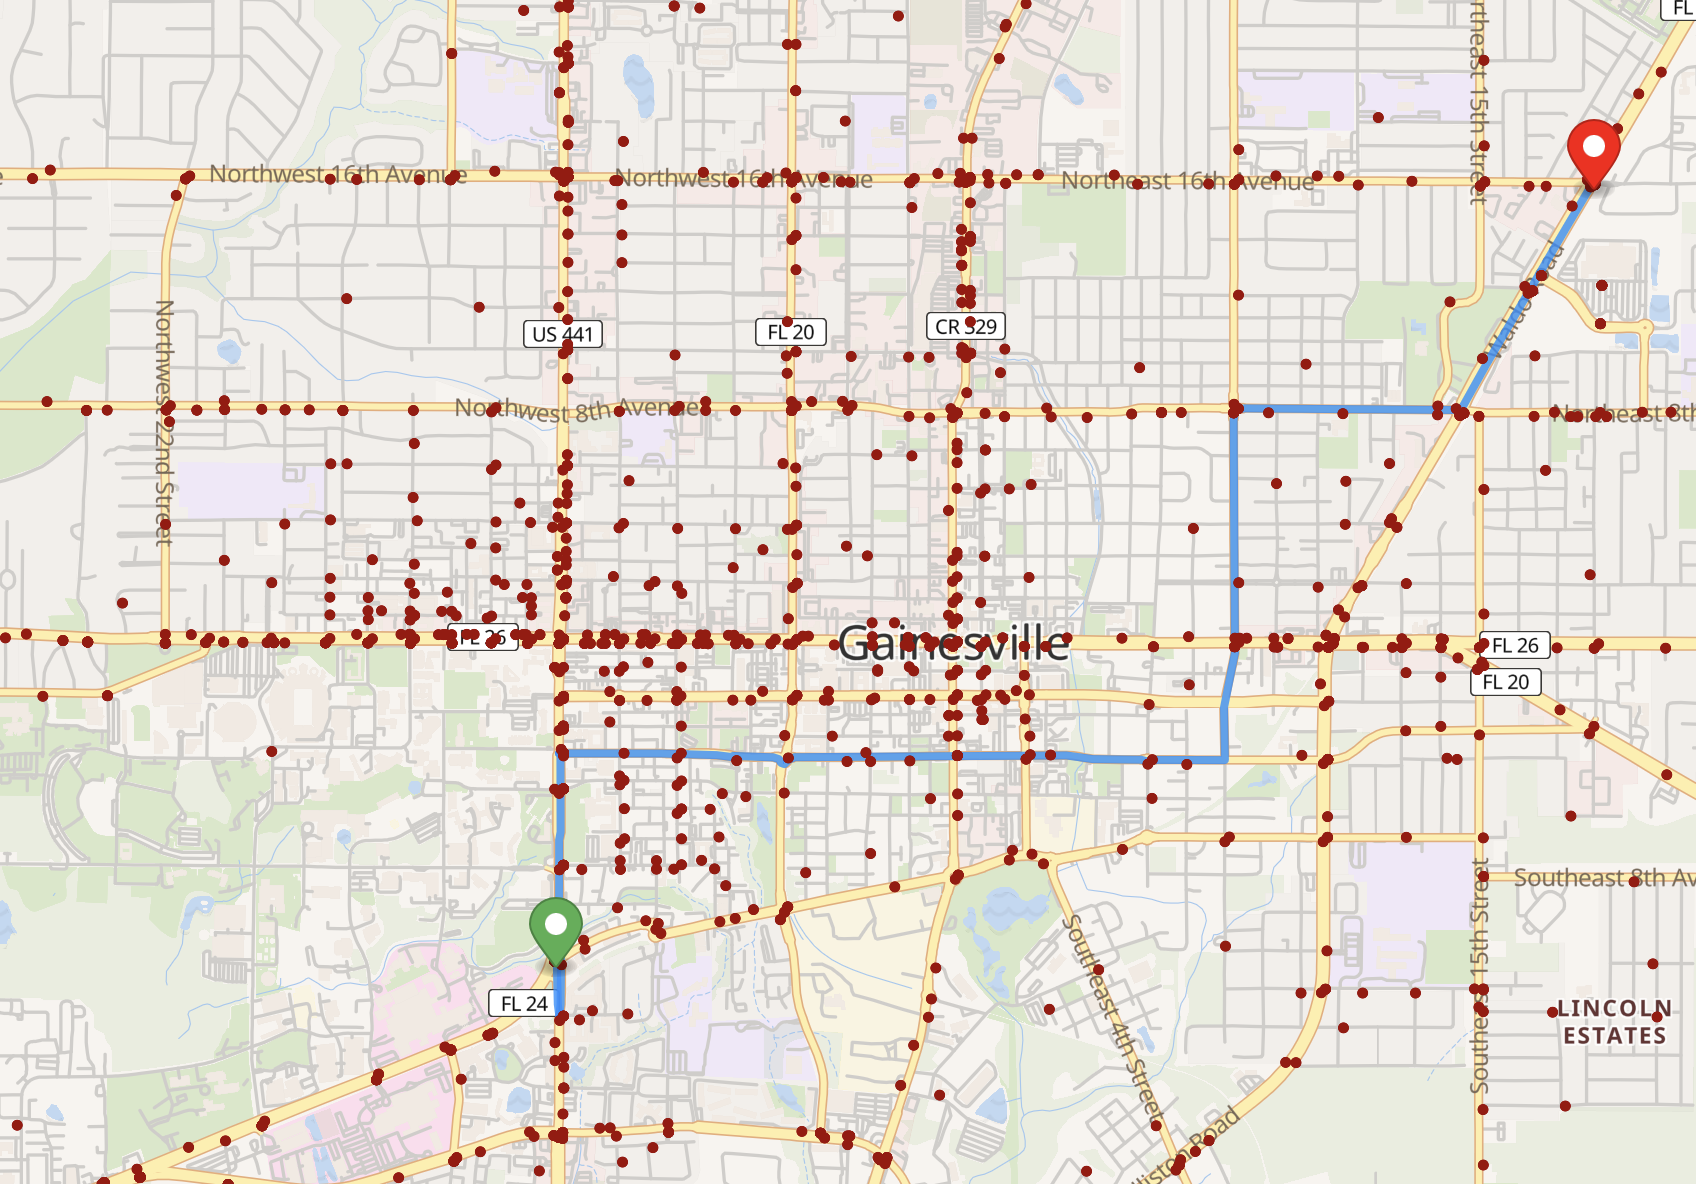 FL
Northwest 16th Avenue
Northwest 16th Avenue
Northeast 16th Avenue
Northeast 15th Street
US 441
FL 20
CR 329
Waldo Road
Northwest 22nd Street
Northwest 8th Avenue
Northeast 8th
FL 26
Gainesville
FL 26
FL 20
Southeast 8th Av
Southeast 15th Street
Southeast 4th Street
FL 24
LINCOLN
ESTATES
lliston Road